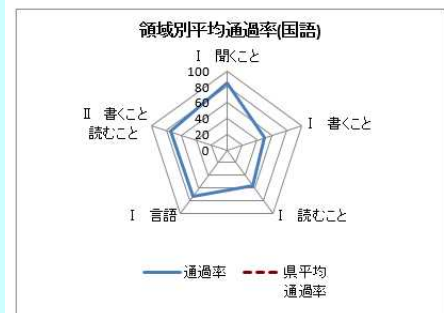 領域別平均通過率(国語)
Ⅰ 聞くこと
100
80
60
40
20
0
Ⅰ 書くこと
Ⅰ 読むこと
Ⅰ 言語
Ⅱ 書くこと
読むこと
通過率
県平均
通過率